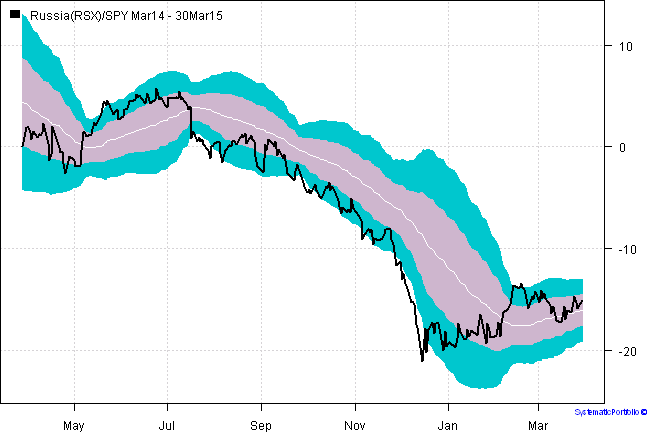 Russia(RSX)/SPY Mar14 - 30Mar15
10
0
-10
-20
May Jul Sep Nov Jan Mar
SystematicPortfolio ©